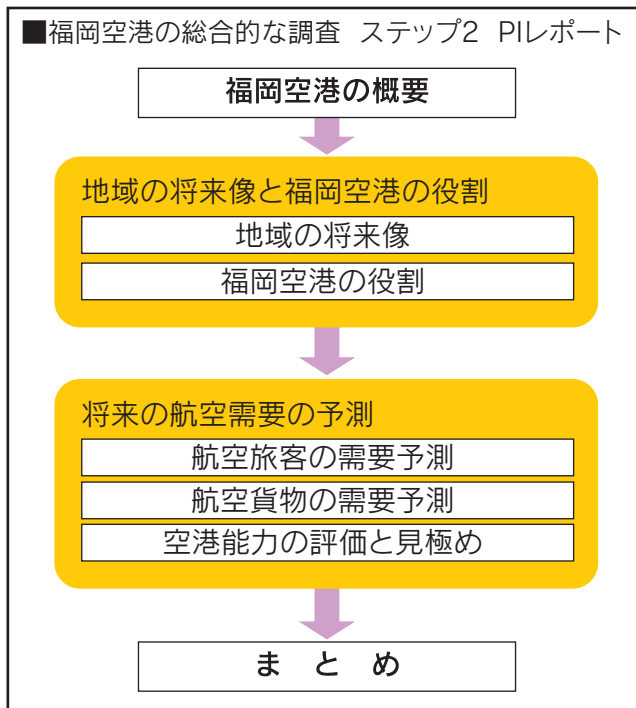 ■福岡空港の総合的な調査 ステップ2 PIレポート
福岡空港の概要
地域の将来像と福岡空港の役割
地域の将来像
福岡空港の役割
将来の航空需要の予測
航空旅客の需要予測
航空貨物の需要予測
空港能力の評価と見極め
ま と め